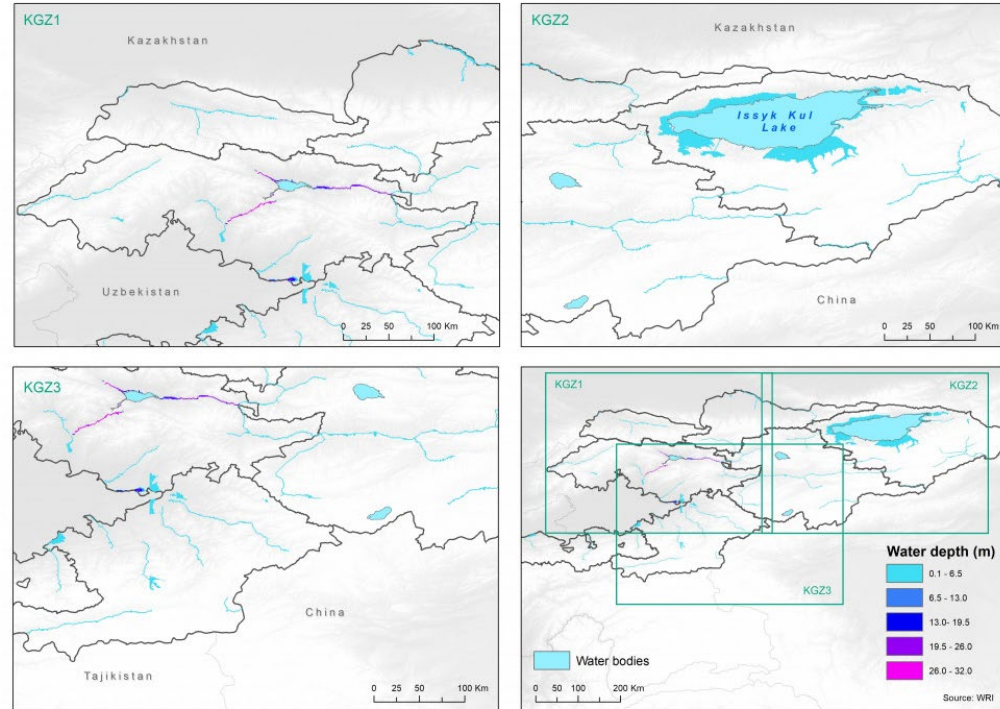 KGZ1
Kazakhstan
Uzbekistan
0 25 50 100 Km
KGZ2
Kazakhstan
Issyk Kul
Lake
China
0 25 50 100 Km
KGZ3
China
Tajikistan
0 25 50 100 Km
KGZ1
KGZ2
KGZ3
Water depth (m)
0.1 - 6.5
6.5 - 13.0
13.0- 19.5
19.5 - 26.0
26.0 - 32.0
Water bodies
0 50 100 200 Km
Source: WRI